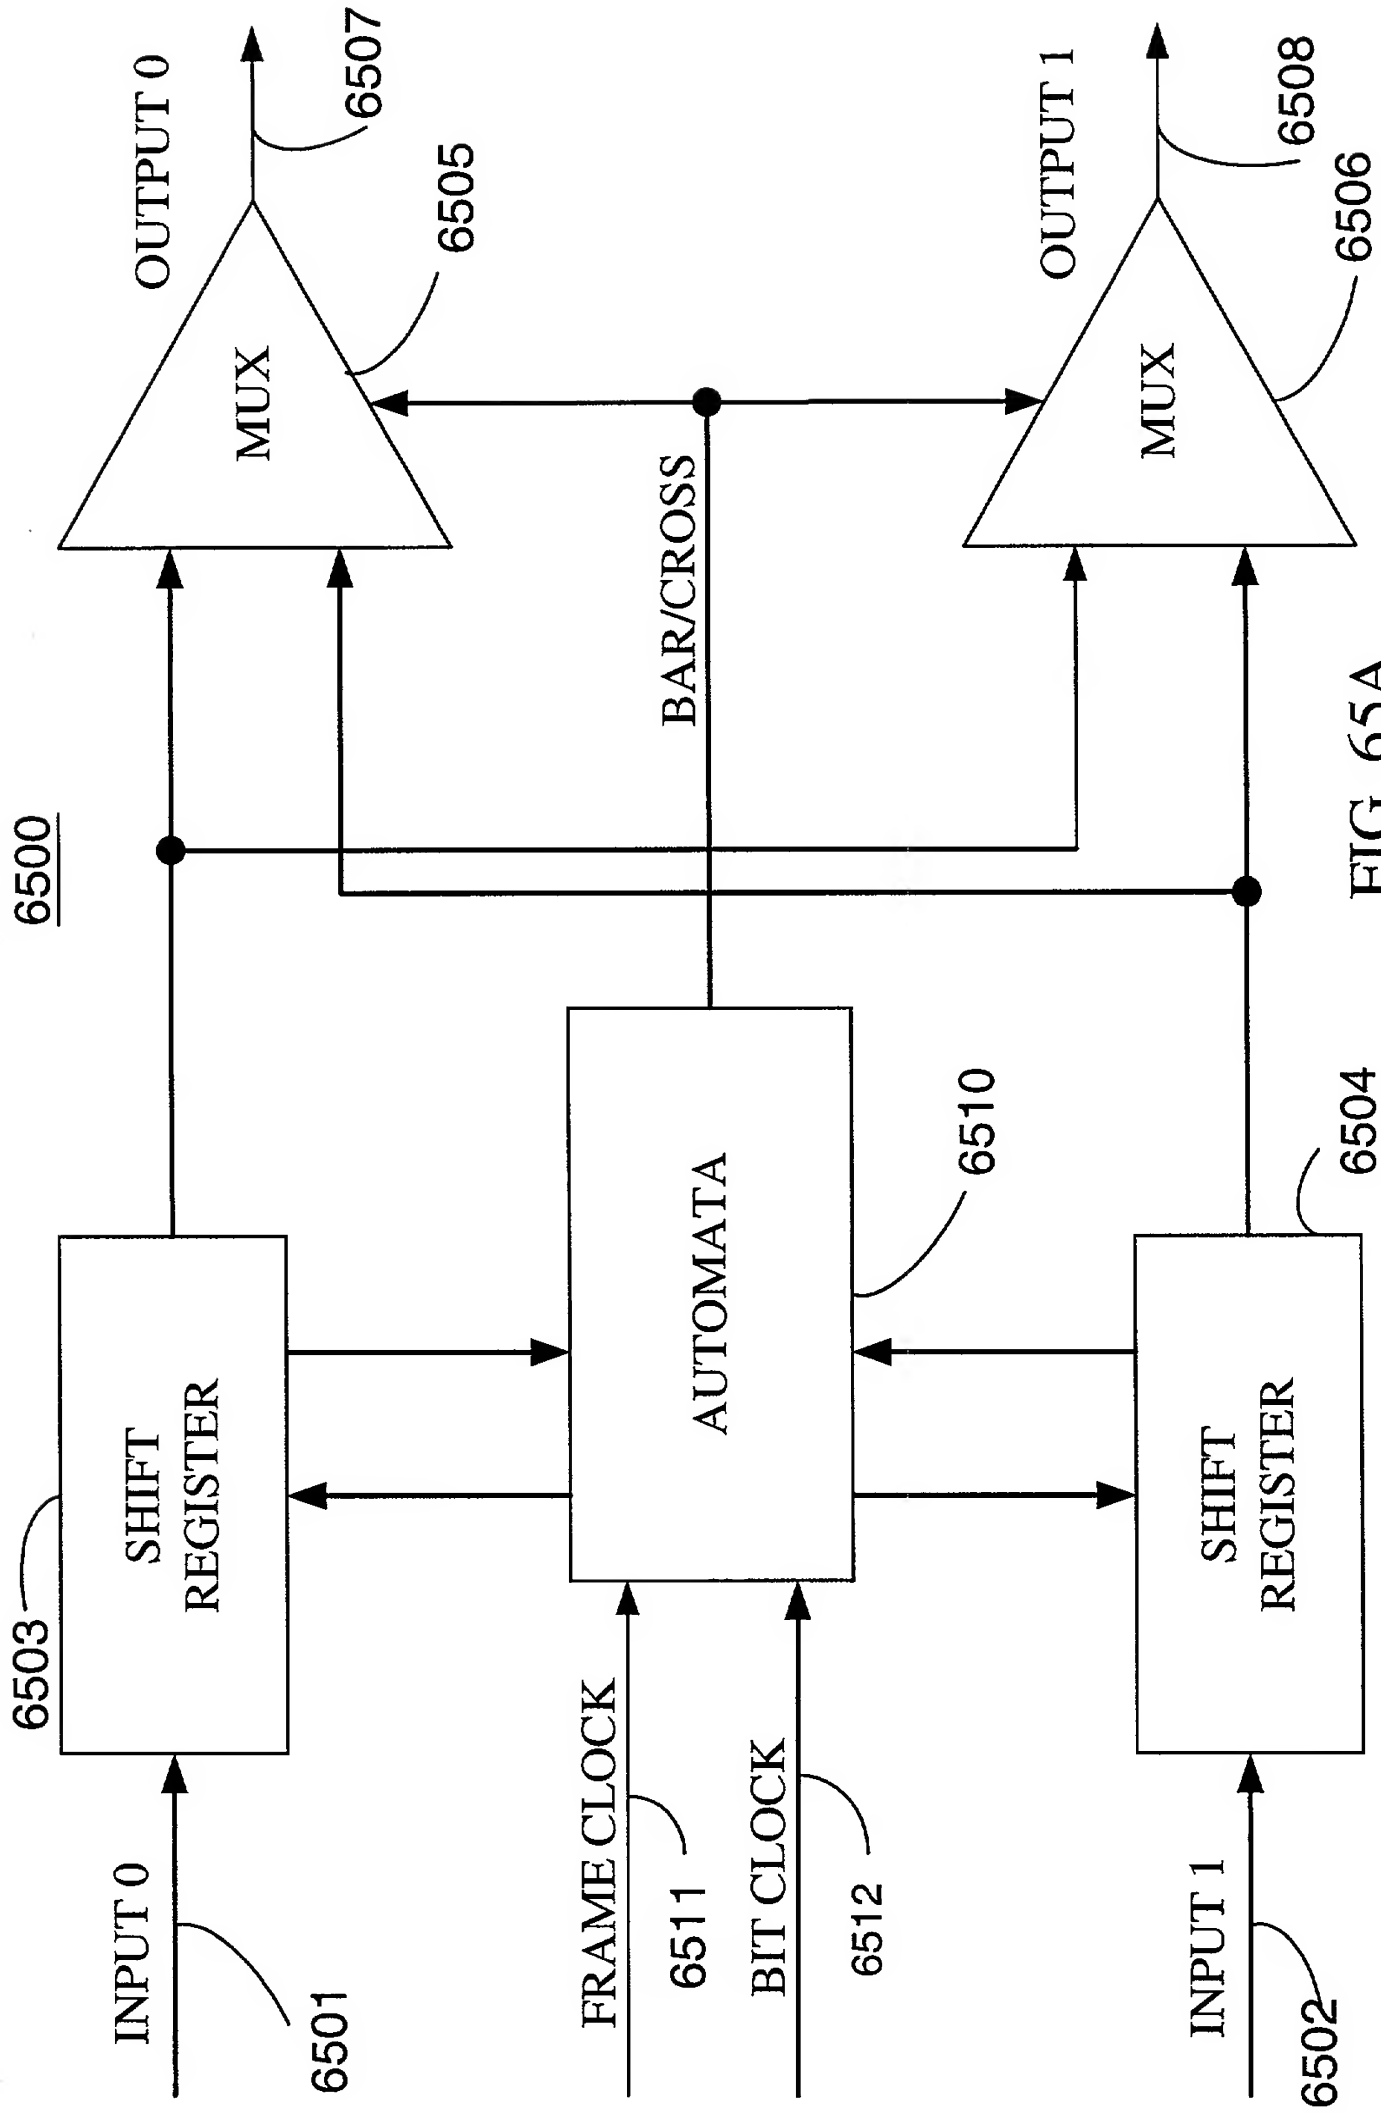 6500
INPUT 0
6501
6503
SHIFT
REGISTER
MUX
OUTPUT 0
6507
6505
FRAME CLOCK
6511
BIT CLOCK
6512
AUTOMATA
6510
BAR/CROSS
INPUT 1
6502
SHIFT
REGISTER
6504
MUX
OUTPUT 1
6508
6506
FIG. 65A